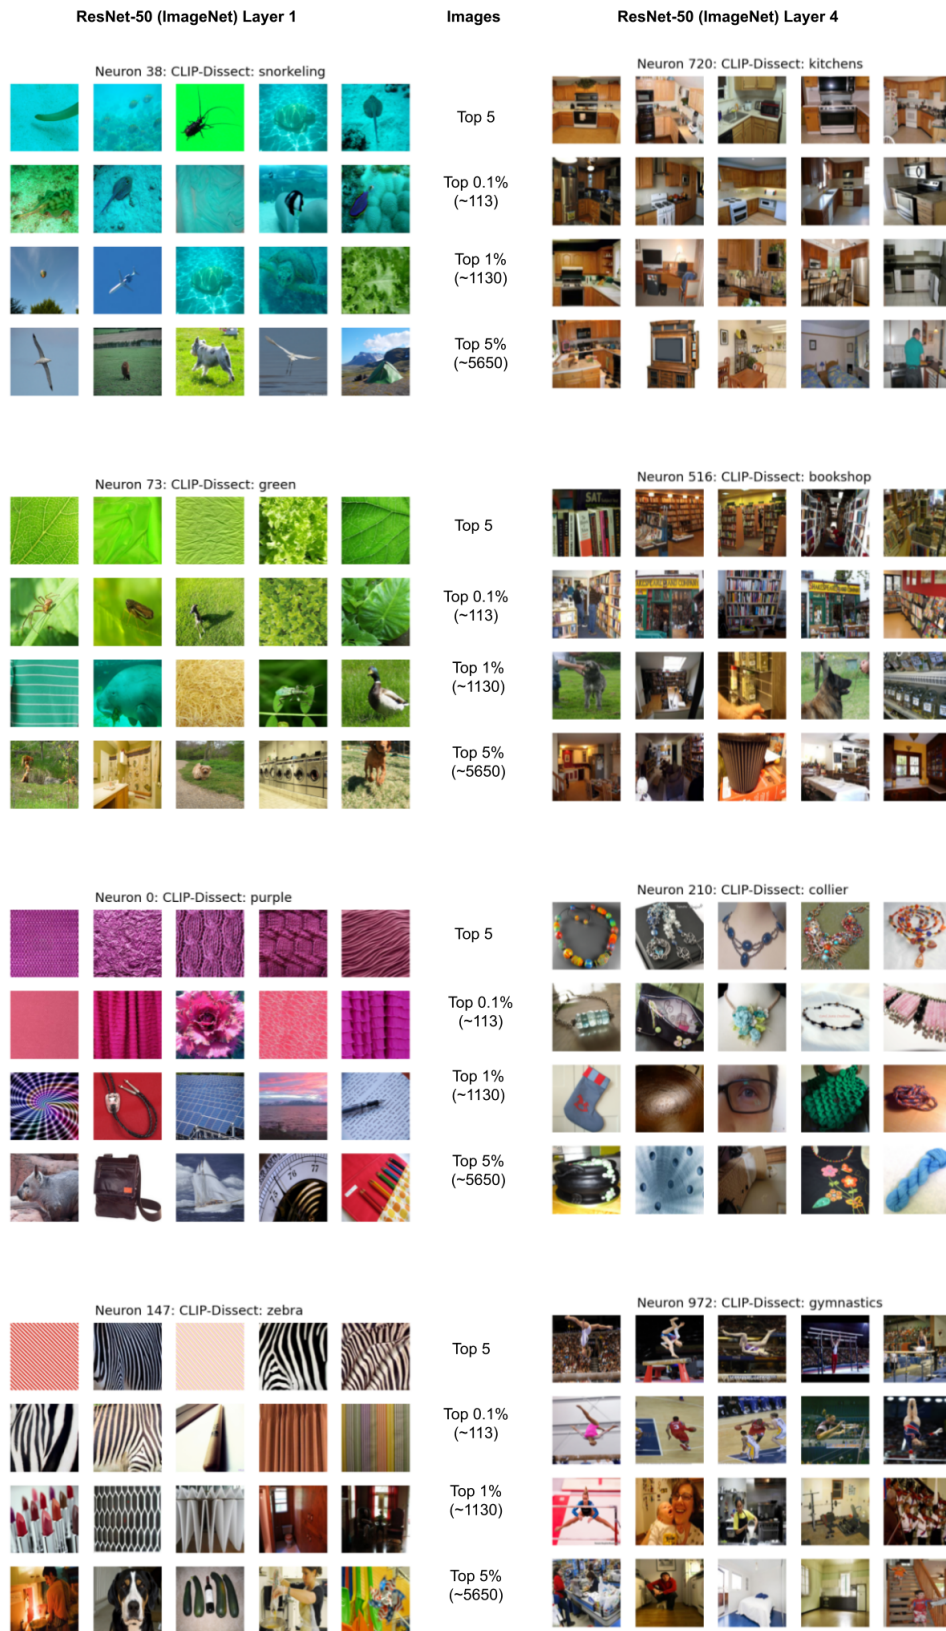 ResNet-50 (ImageNet) Layer 1
Images
ResNet-50 (ImageNet) Layer 4
Neuron 38: CLIP-Dissect: snorkeling
Neuron 720: CLIP-Dissect: kitchens
Top 5
Top 0.1%
(~113)
Top 1%
(~1130)
Top 5%
(~5650)
Neuron 73: CLIP-Dissect: green
Neuron 516: CLIP-Dissect: bookshop
SAT
Top 5
Top 0.1%
(~113)
Top 1%
(~1130)
Top 5%
(~5650)
Neuron 0: CLIP-Dissect: purple
Neuron 210: CLIP-Dissect: collier
Top 5
Top 0.1%
(~113)
Top 1%
(~1130)
Top 5%
(~5650)
Neuron 147: CLIP-Dissect: zebra
Neuron 972: CLIP-Dissect: gymnastics
Top 5
Top 0.1%
(~113)
Top 1%
(~1130)
Top 5%
(~5650)